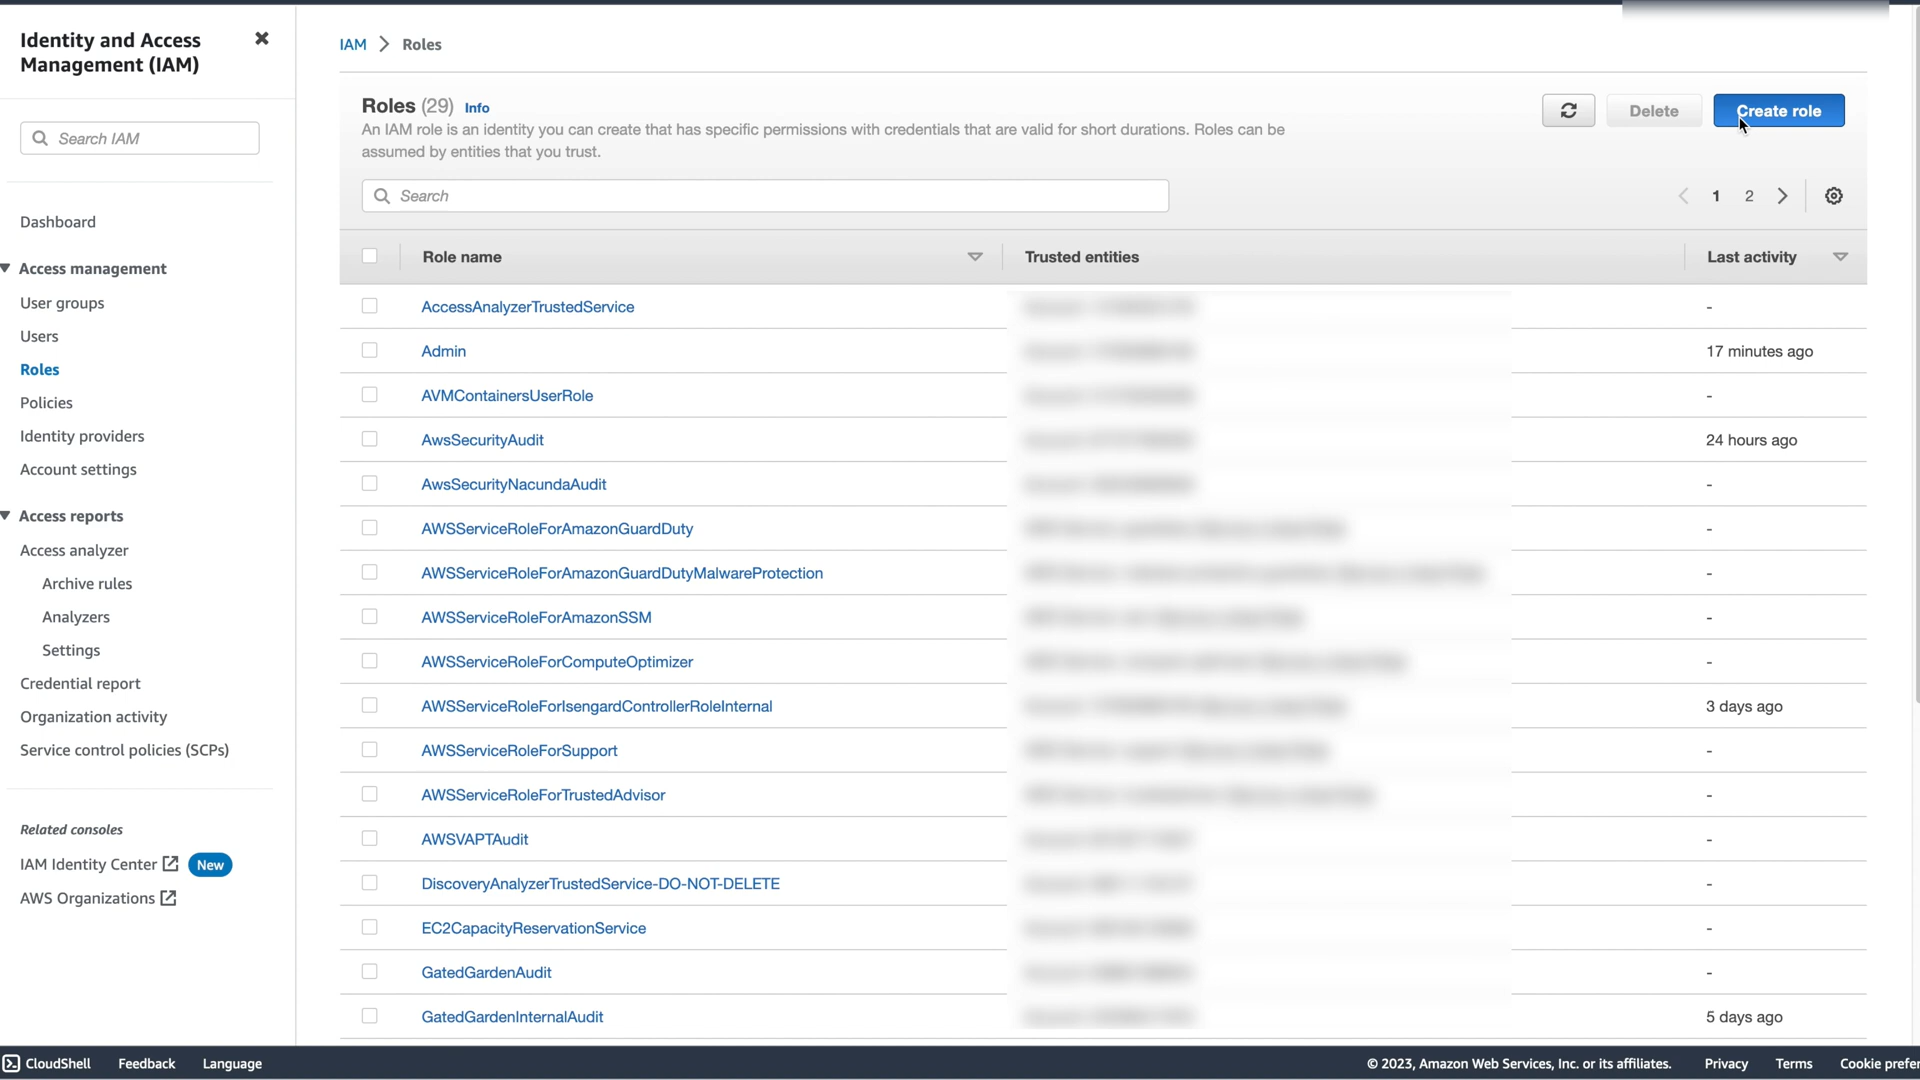 Identity and Access
Management (IAM)
Search IAM
Dashboard
Access management
User groups
Users
Roles
Policies
Identity providers
Account settings
Access reports
Access analyzer
Archive rules
Analyzers
Settings
Credential report
Organization activity
Service control policies (SCPs)
Related consoles
IAM Identity Center New
AWS Organizations
IAM > Roles
Roles (29) Info
An IAM role is an identity you can create that has specific permissions with credentials that are valid for short durations. Roles can be
assumed by entities that you trust.
Delete
Create role
Search
1 2
Role name Trusted entities Last activity
AccessAnalyzerTrustedService -
Admin 17 minutes ago
AVMContainersUserRole -
AwsSecurityAudit 24 hours ago
AwsSecurityNacundaAudit -
AWSServiceRoleForAmazonGuardDuty -
AWSServiceRoleForAmazonGuardDutyMalwareProtection -
AWSServiceRoleForAmazonSSM -
AWSServiceRoleForComputeOptimizer -
AWSServiceRoleForIsengardControllerRoleInternal 3 days ago
AWSServiceRoleForSupport -
AWSServiceRoleForTrustedAdvisor -
AWSVAPTAudit -
DiscoveryAnalyzerTrustedService-DO-NOT-DELETE -
EC2CapacityReservationService -
GatedGardenAudit -
GatedGardenInternalAudit 5 days ago
CloudShell Feedback Language © 2023, Amazon Web Services, Inc. or its affiliates. Privacy Terms Cookie prefer